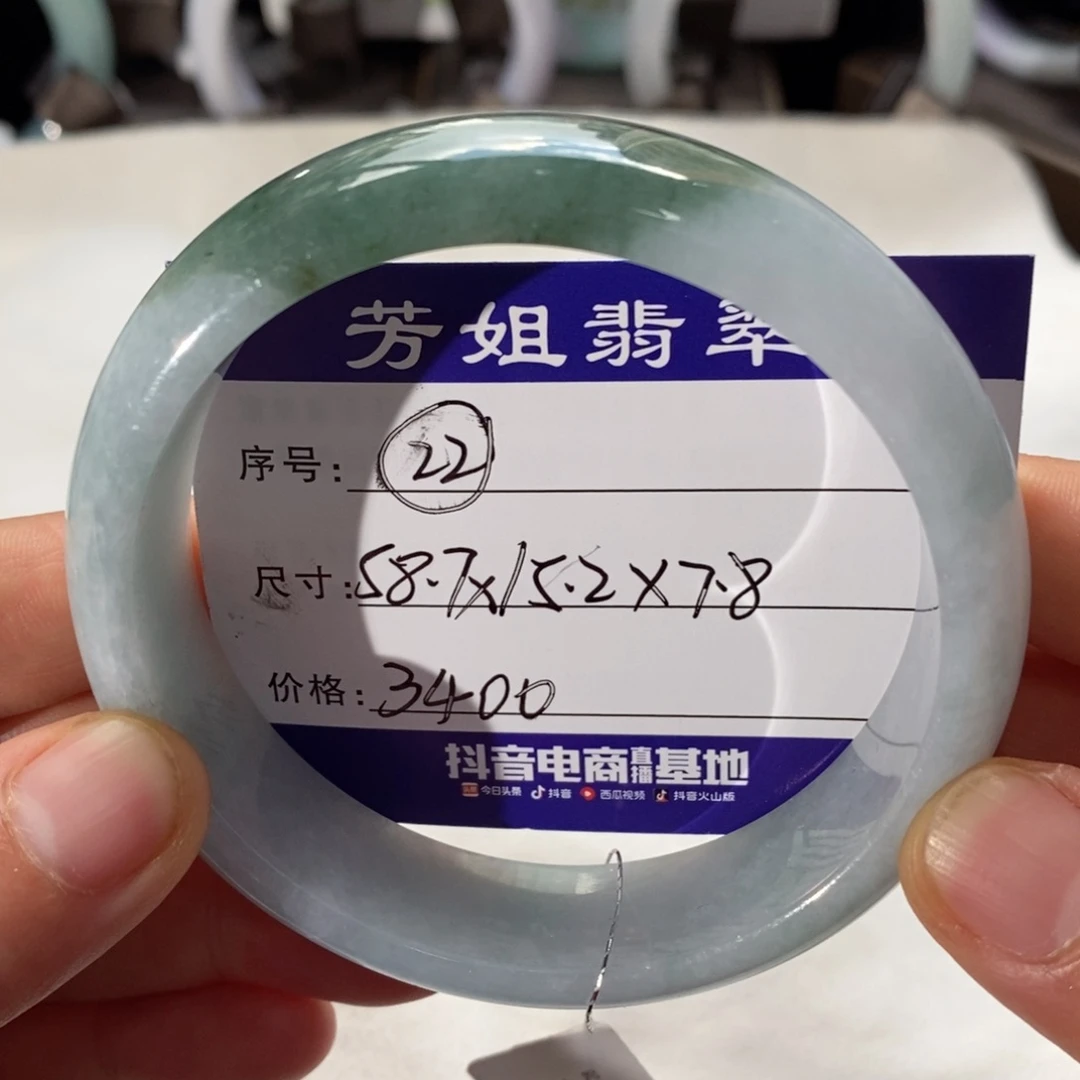 芳姐翡翠
序号: 22
尺寸: 58.7x15.2x7.8
价格: 3400
抖音电商直播基地
头条 今日头条 抖音 西瓜视频 抖音火山版